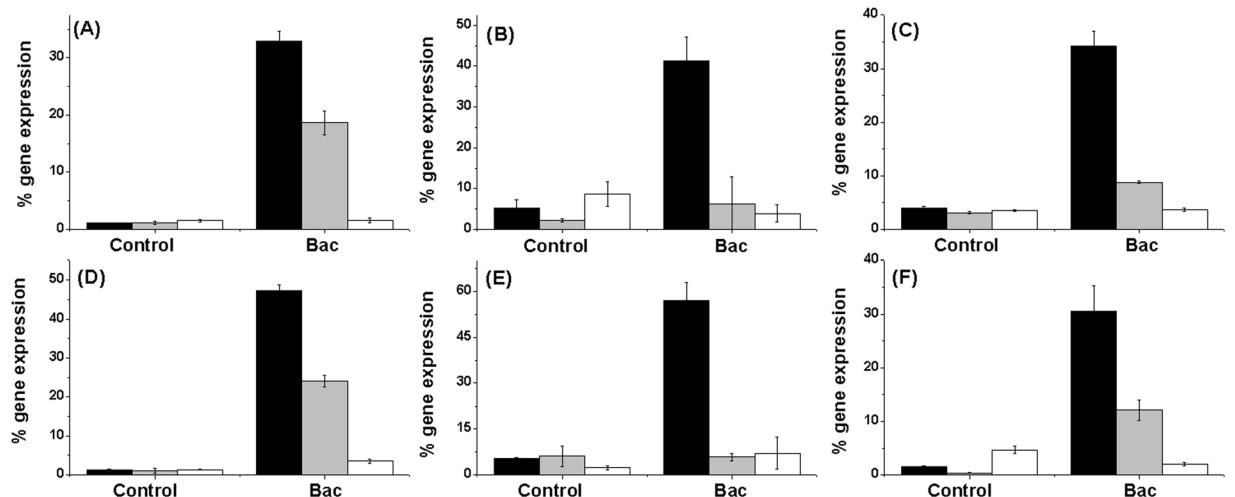 (A)
% gene expression
30
20
10
0
Control Bac
(B)
% gene expression
50
40
30
20
10
0
Control Bac
(C)
% gene expression
40
30
20
10
0
Control Bac
(D)
% gene expression
50
40
30
20
10
0
Control Bac
(E)
% gene expression
60
45
30
15
0
Control Bac
(F)
% gene expression
40
30
20
10
0
Control Bac